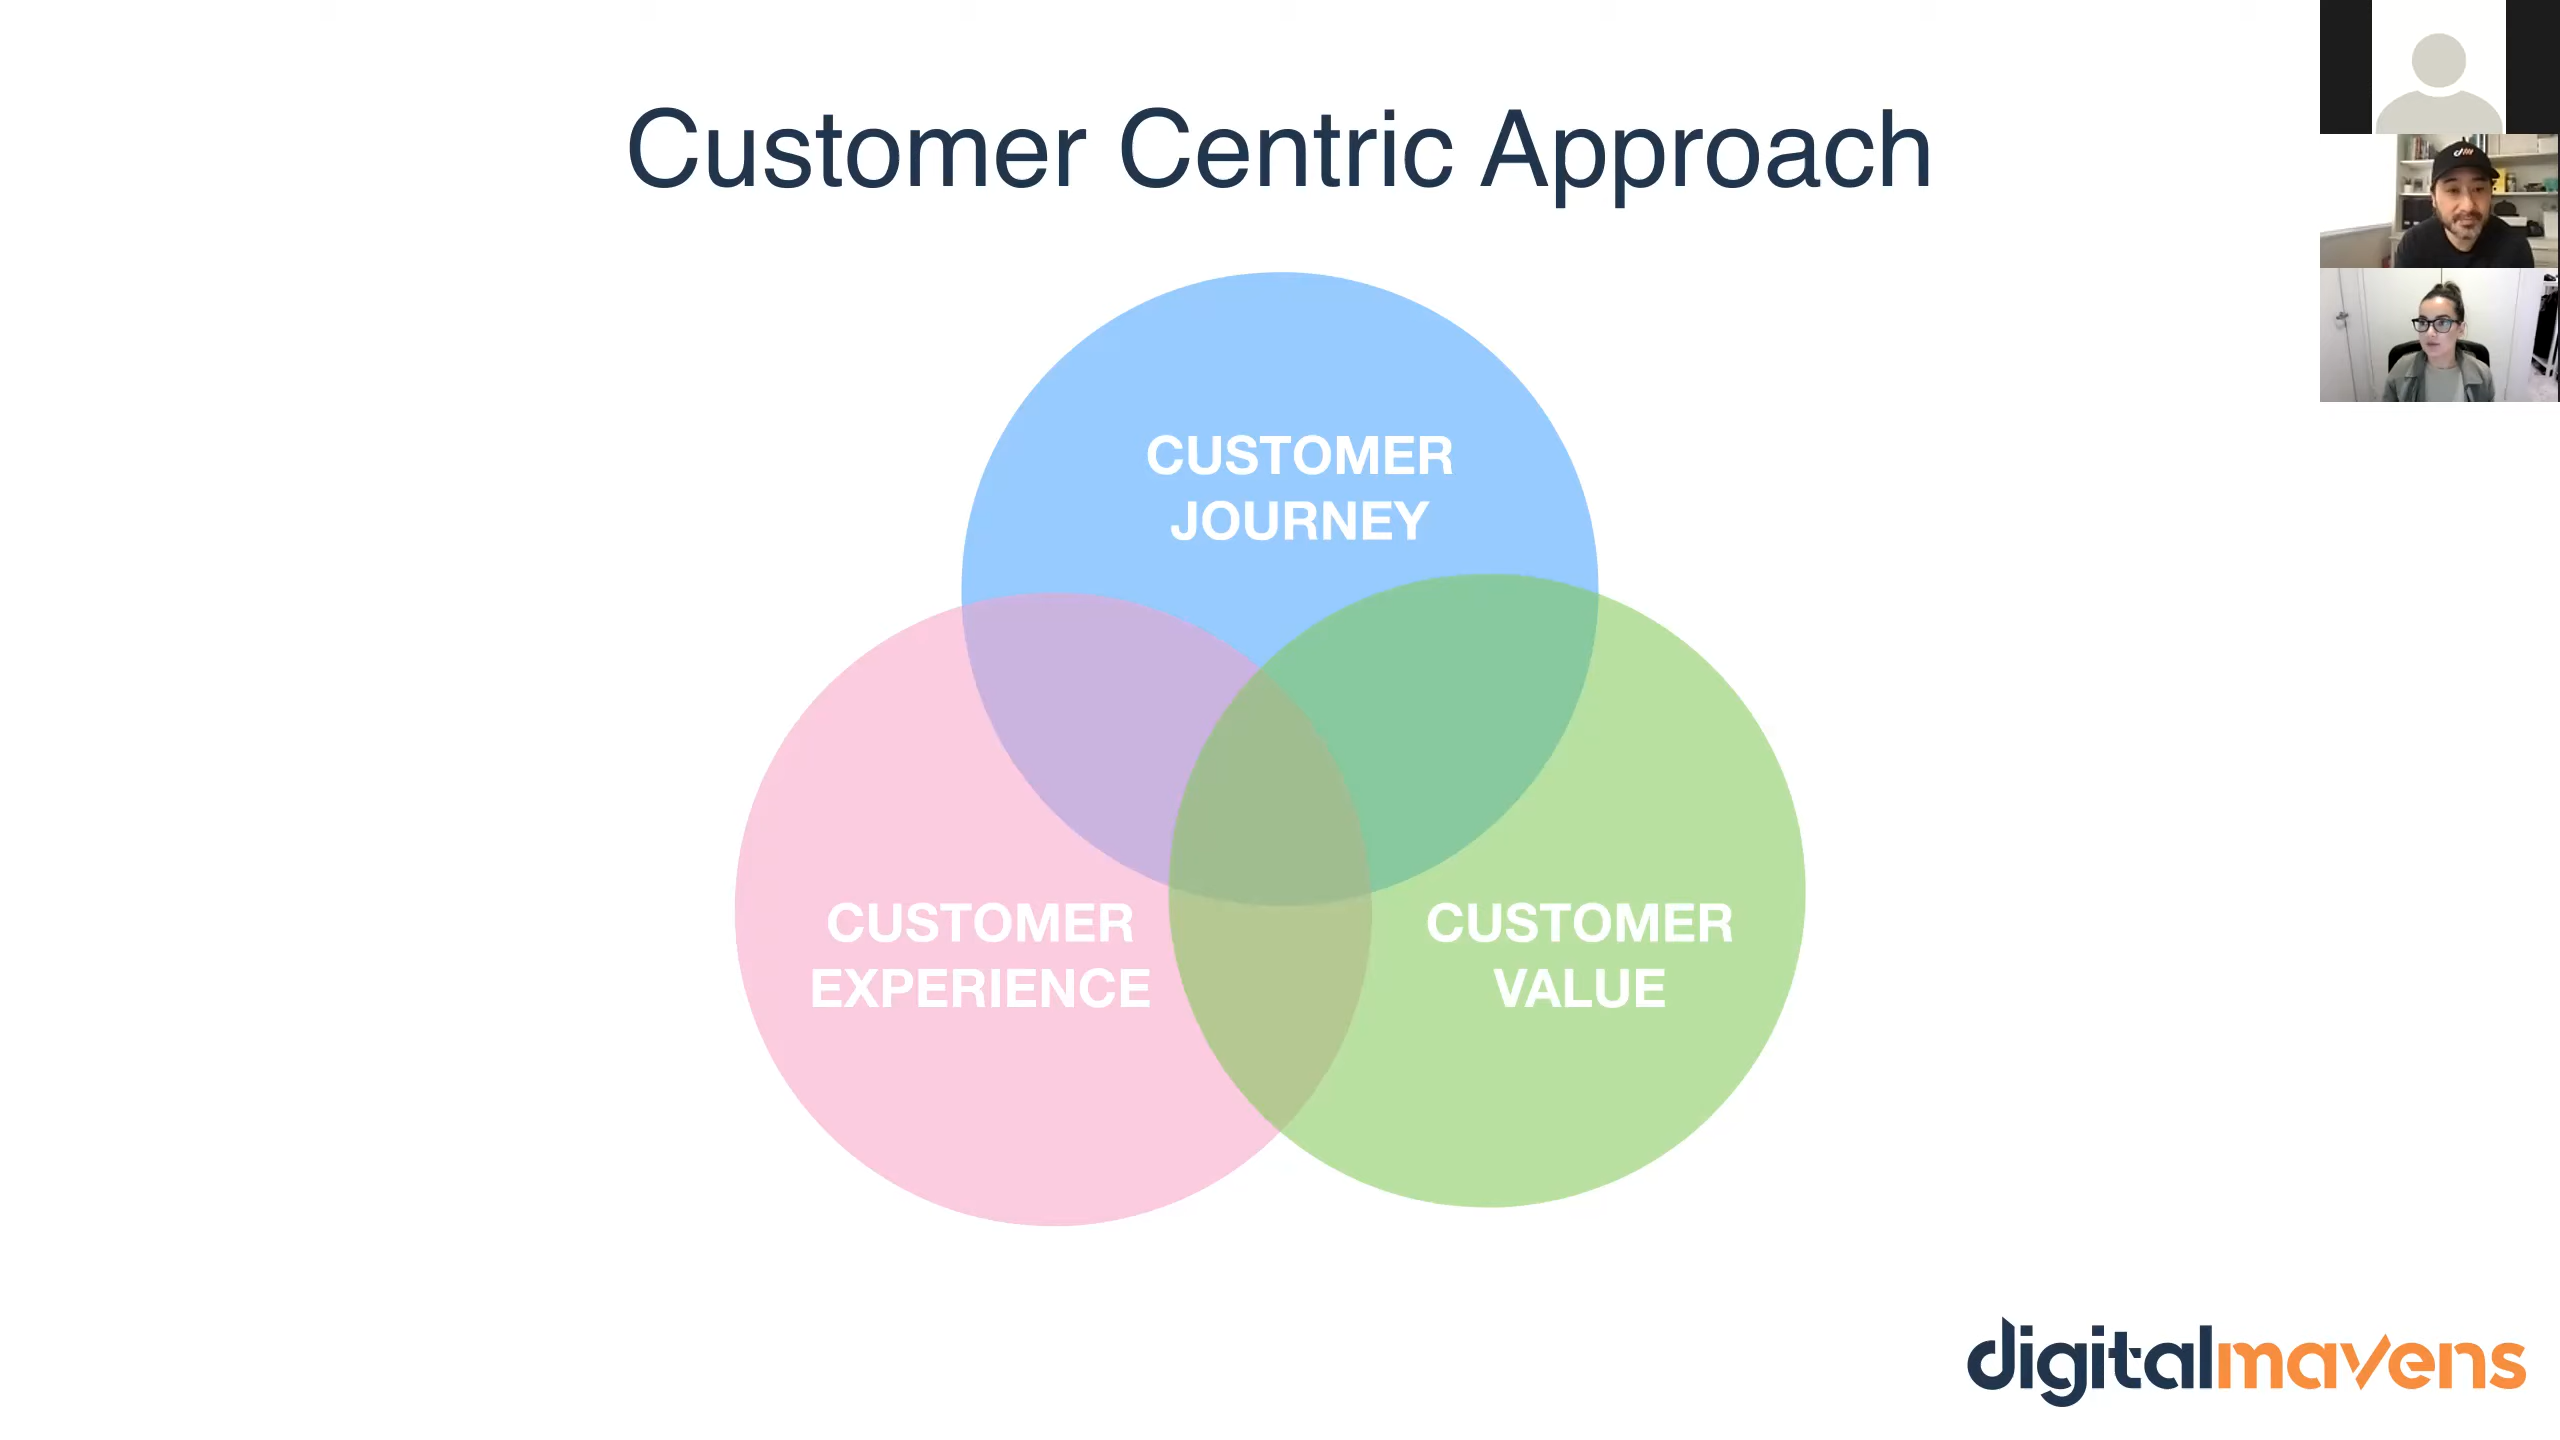 Customer Centric Approach
CUSTOMER
JOURNEY
CUSTOMER
EXPERIENCE
CUSTOMER
VALUE
digitalmavens